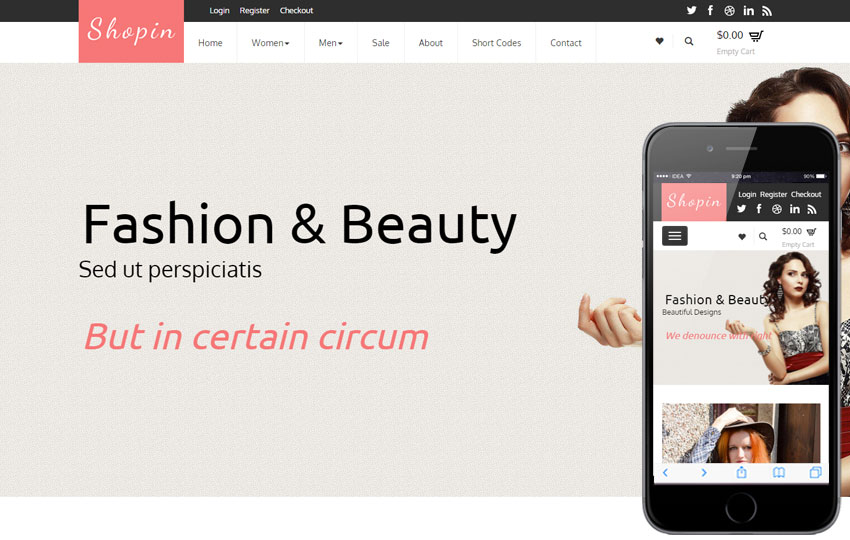 Login Register Checkout
Shopin
Home Women Men Sale About Short Codes Contact
$0.00
Empty Cart
Fashion & Beauty
Sed ut perspiciatis
But in certain circum
IDEA 9:20 pm 90%
Shopin
Login Register Checkout
$0.00
Empty Cart
Fashion & Beauty
Beautiful Designs
We denounce with right